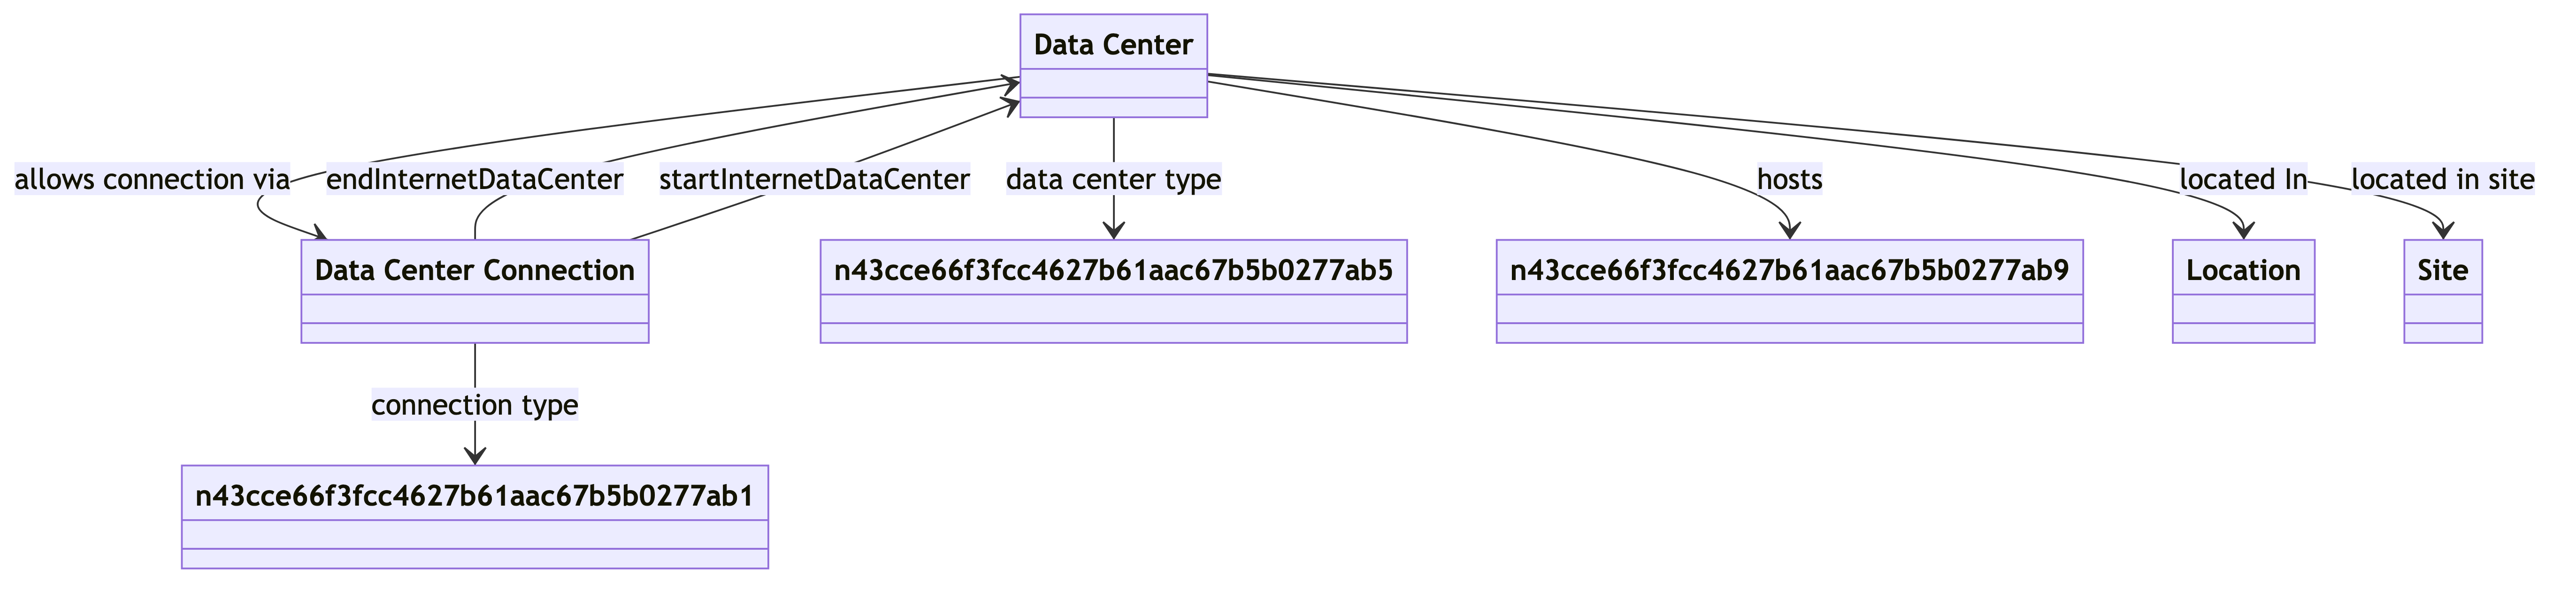 Data Center
allows connection via
endInternetDataCenter
startInternetDataCenter
data center type
hosts
located In
located in site
Data Center Connection
n43cce66f3fcc4627b61aac67b5b0277ab5
n43cce66f3fcc4627b61aac67b5b0277ab9
Location
Site
connection type
n43cce66f3fcc4627b61aac67b5b0277ab1